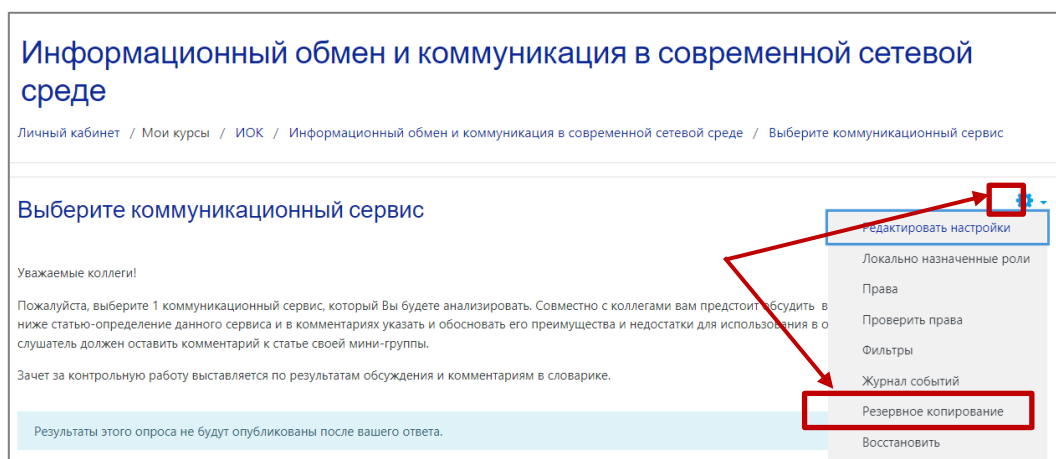 Информационный обмен и коммуникация в современной сетевой
среде
Личный кабинет / Мои курсы / ИОК / Информационный обмен и коммуникация в современной сетевой среде / Выберите коммуникационный сервис
Выберите коммуникационный сервис
Редактировать настройки
Локально назначенные роли
Права
Проверить права
Фильтры
Журнал событий
Резервное копирование
Восстановить
Уважаемые коллеги!
Пожалуйста, выберите 1 коммуникационный сервис, который Вы будете анализировать. Совместно с коллегами вам предстоит обсудить в
ниже статью-определение данного сервиса и в комментариях указать и обосновать его преимущества и недостатки для использования в о
слушатель должен оставить комментарий к статье своей мини-группы.
Зачет за контрольную работу выставляется по результатам обсуждения и комментариям в словарике.
Результаты этого опроса не будут опубликованы после вашего ответа.